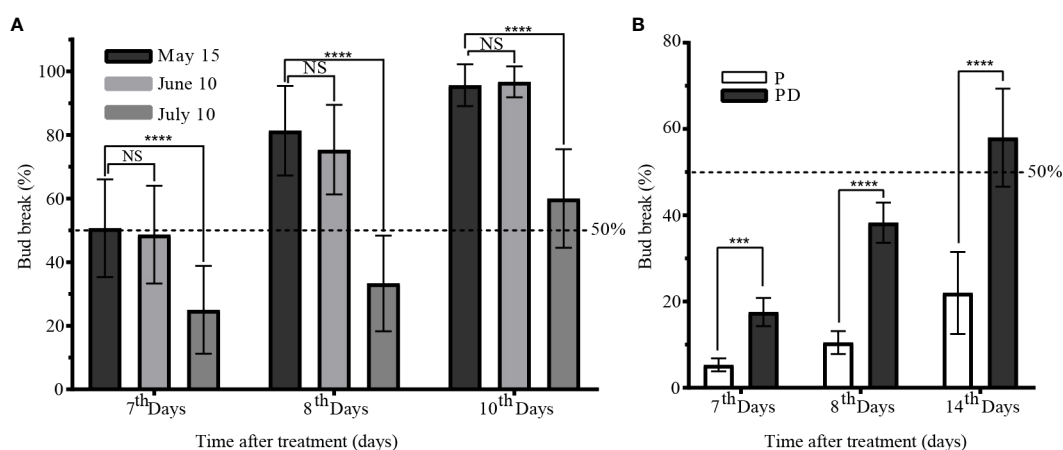 A
May 15
June 10
July 10
NS
****
NS
****
NS
****
100
80
60
40
20
0
50%
Bud break (%)
7thDays
8thDays
10thDays
Time after treatment (days)
B
P
PD
***
****
****
80
60
40
20
0
50%
Bud break (%)
7thDays
8thDays
14thDays
Time after treatment (days)